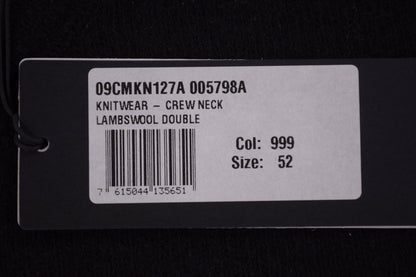 09CMKN127A 005798A
KNITWEAR – CREW NECK
LAMBSWOOL DOUBLE
Col: 999
Size: 52
7 615044 135651